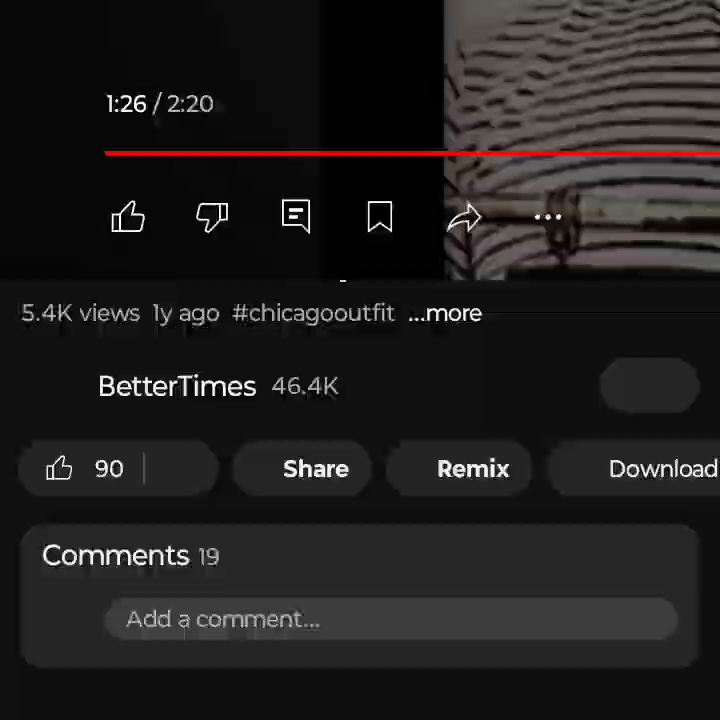 1:26 / 2:20
5.4K views 1y ago #chicagooutfit ...more
BetterTimes 46.4K
90 Share Remix Download
Comments 19
Add a comment...